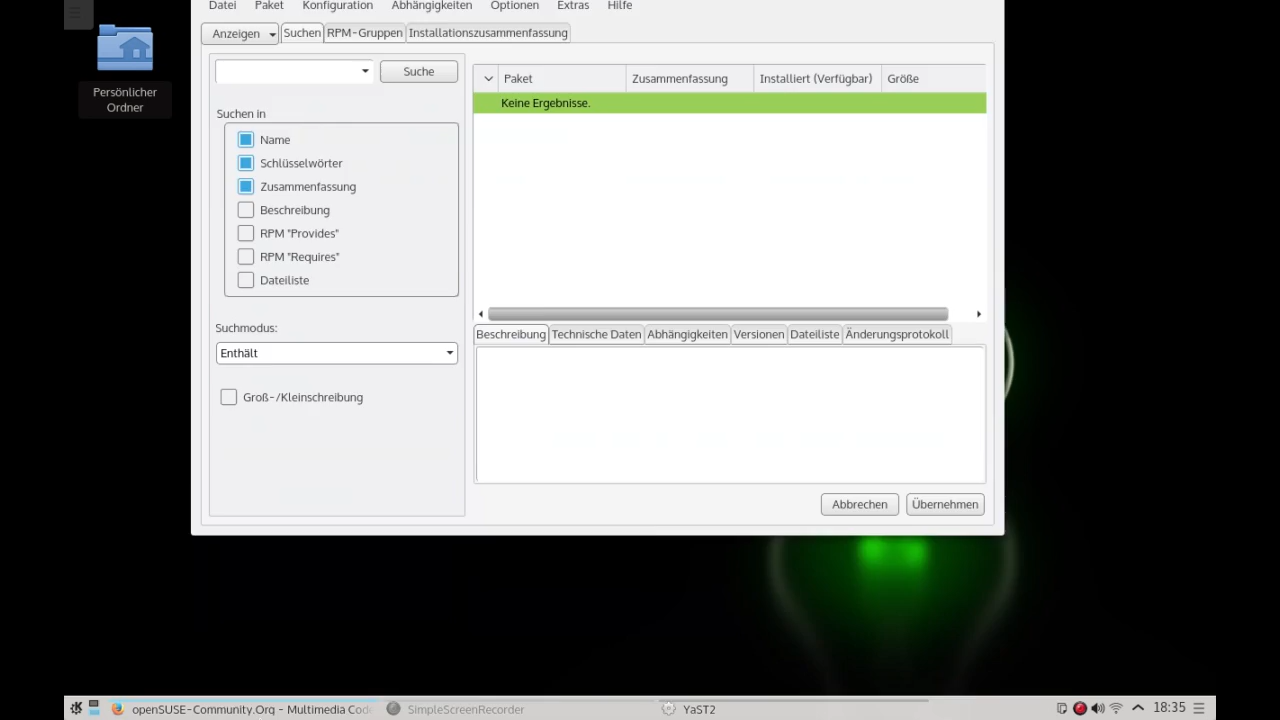 Datei Paket Konfiguration Abhängigkeiten Optionen Extras Hilfe
Anzeigen Suchen RPM-Gruppen Installationszusammenfassung
Persönlicher
Ordner
Suche
Suchen in
Name
Schlüsselwörter
Zusammenfassung
Beschreibung
RPM "Provides"
RPM "Requires"
Dateiliste
Suchmodus:
Enthält
Groß-/Kleinschreibung
Paket Zusammenfassung Installiert (Verfügbar) Größe
Keine Ergebnisse.
Beschreibung Technische Daten Abhängigkeiten Versionen Dateiliste Änderungsprotokoll
Abbrechen Übernehmen
openSUSE-Community.Org - Multimedia Cod SimpleScreenRecorder YaST2 18:35